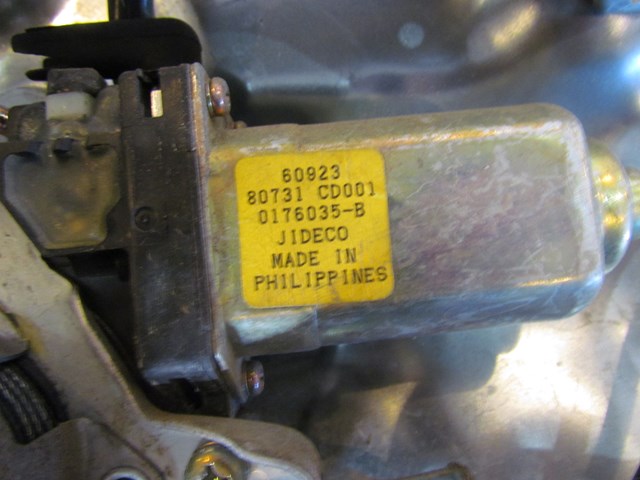 60923
80731 CD001
0176035-B
JIDECO
MADE IN
PHILIPPINES